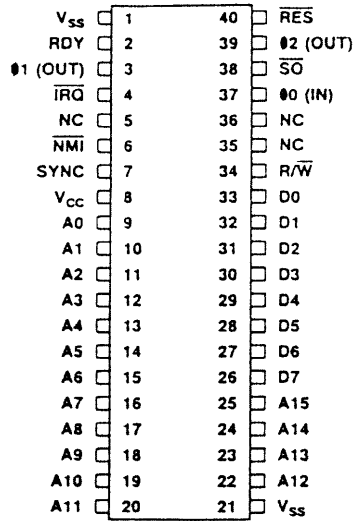 VSS 1 40 R̅E̅S̅
RDY 2 39 ϕ2 (OUT)
ϕ1 (OUT) 3 38 S̅O̅
I̅R̅Q̅ 4 37 ϕ0 (IN)
NC 5 36 NC
N̅M̅I̅ 6 35 NC
SYNC 7 34 R/W̅
VCC 8 33 D0
A0 9 32 D1
A1 10 31 D2
A2 11 30 D3
A3 12 29 D4
A4 13 28 D5
A5 14 27 D6
A6 15 26 D7
A7 16 25 A15
A8 17 24 A14
A9 18 23 A13
A10 19 22 A12
A11 20 21 VSS